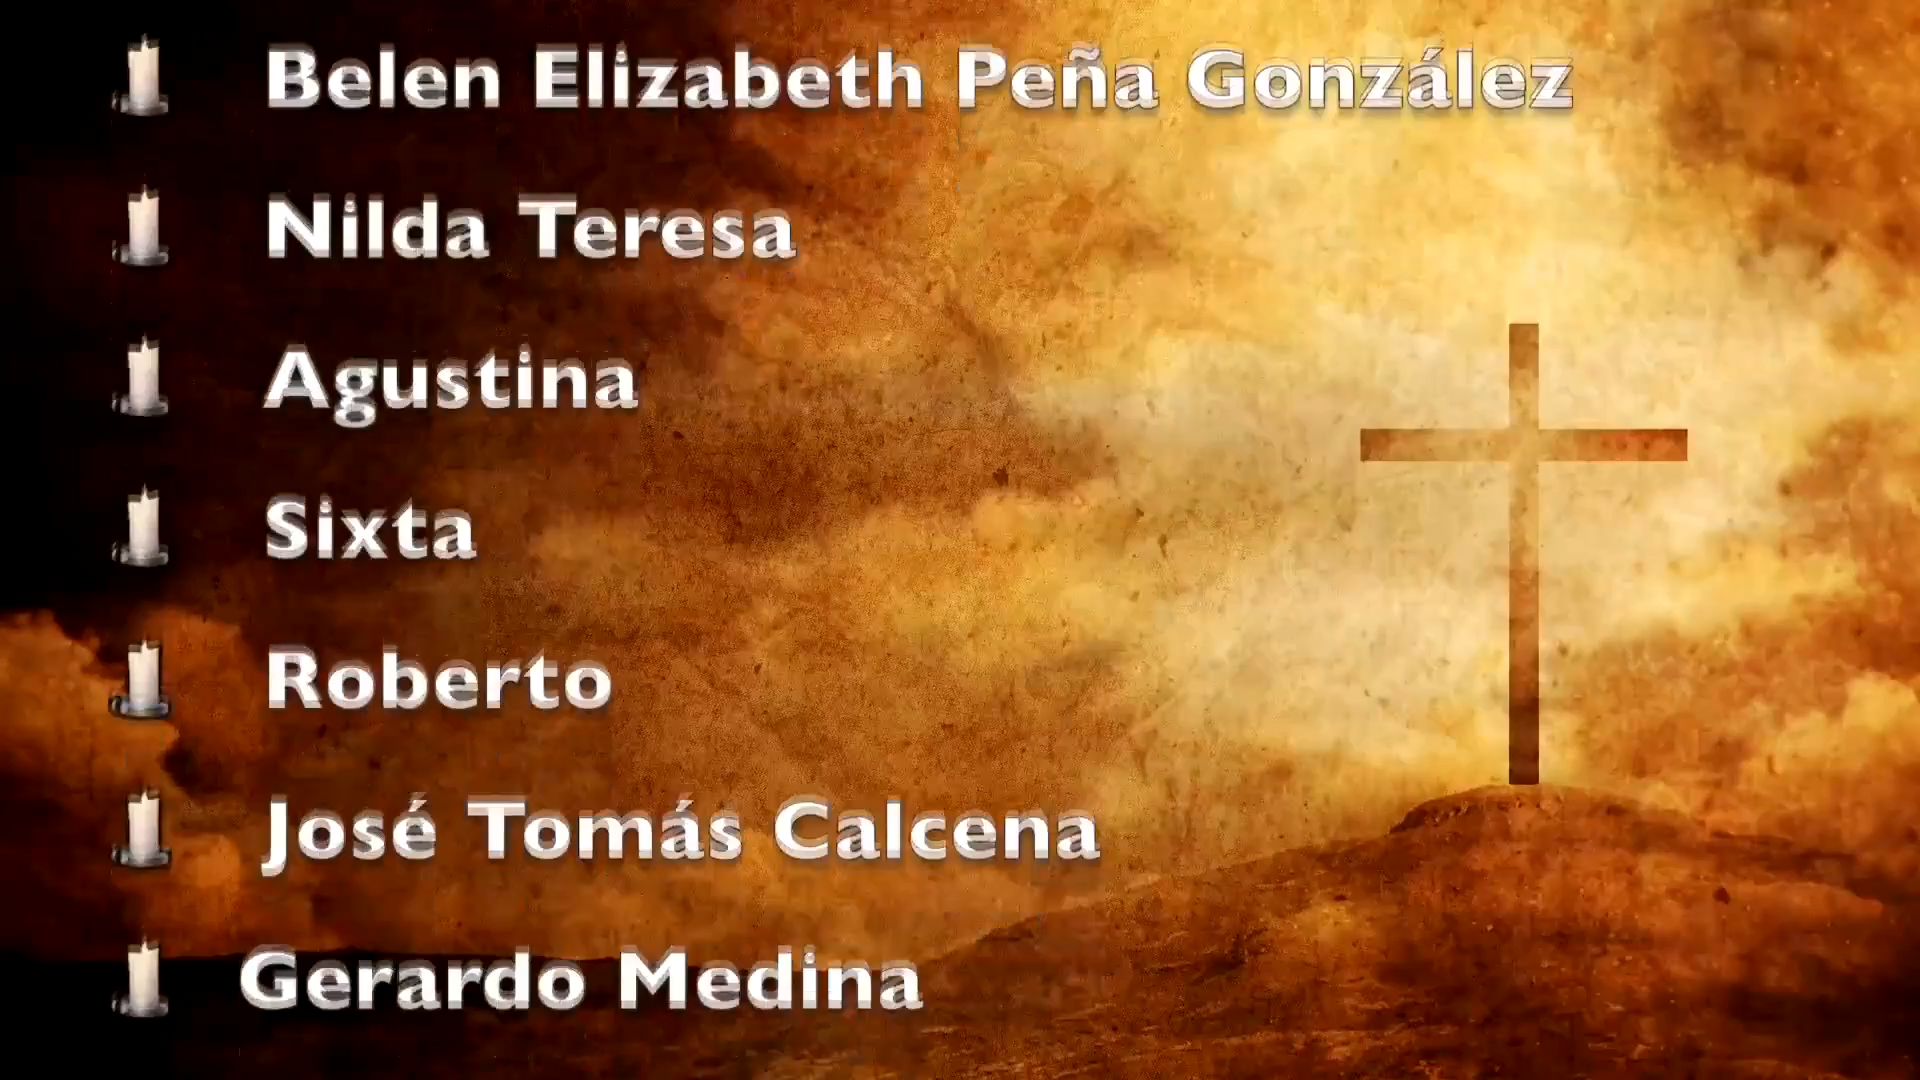 Belen Elizabeth Peña González
Nilda Teresa
Agustina
Sixta
Roberto
José Tomás Calcena
Gerardo Medina